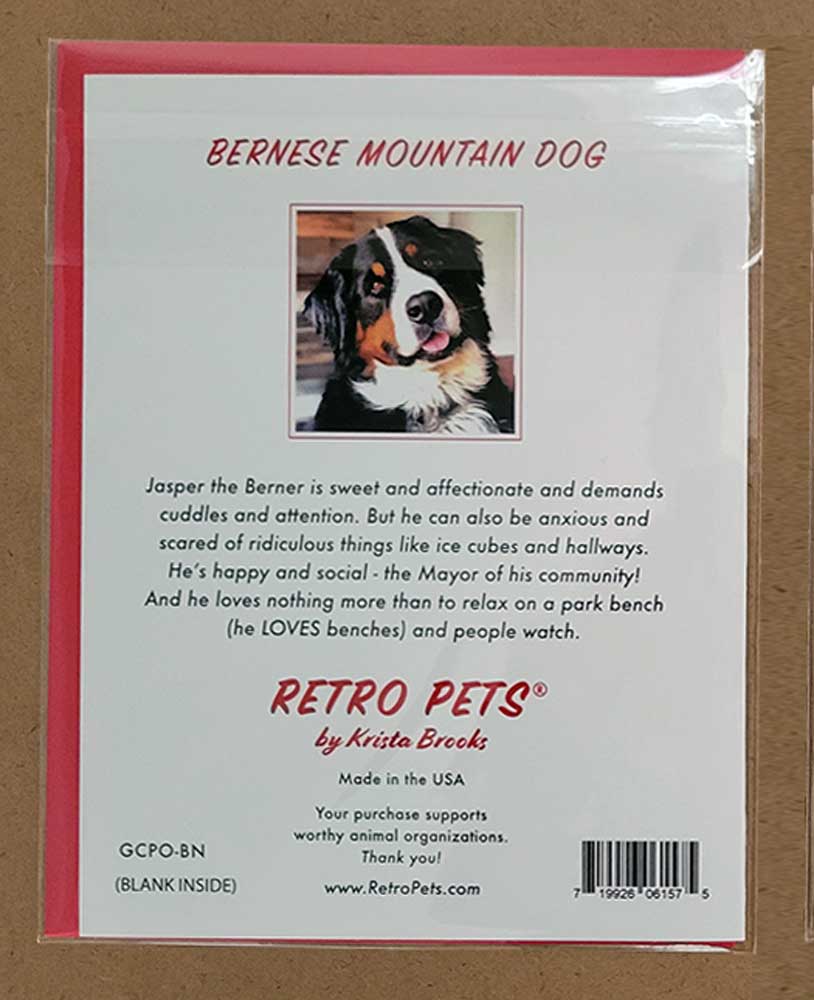 BERNESE MOUNTAIN DOG
Jasper the Berner is sweet and affectionate and demands
cuddles and attention. But he can also be anxious and
scared of ridiculous things like ice cubes and hallways.
He's happy and social - the Mayor of his community!
And he loves nothing more than to relax on a park bench
(he LOVES benches) and people watch.
RETRO PETS®
by Krista Brooks
Made in the USA
Your purchase supports
worthy animal organizations.
Thank you!
www.RetroPets.com
GCPO-BN
(BLANK INSIDE)
7 19926 06157 5